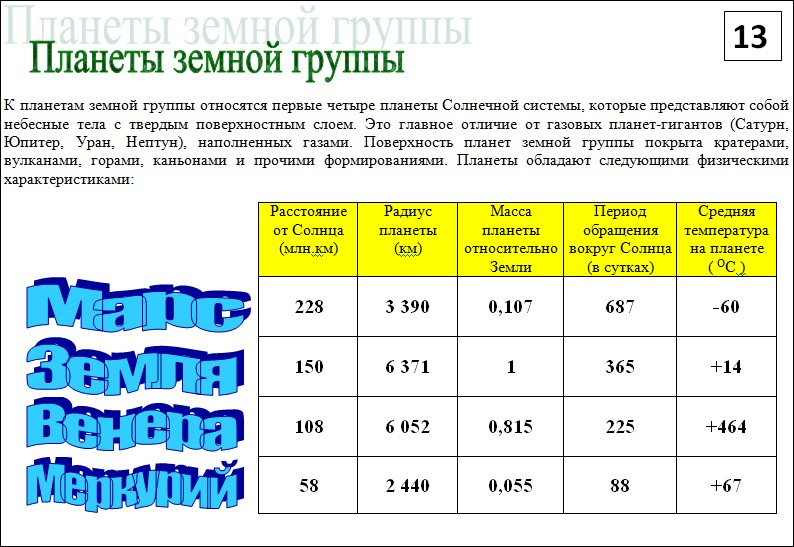 Планеты земной группы
Планеты земной группы
13
К планетам земной группы относятся первые четыре планеты Солнечной системы, которые представляют собой
небесные тела с твердым поверхностным слоем. Это главное отличие от газовых планет-гигантов (Сатурн,
Юпитер, Уран, Нептун), наполненных газами. Поверхность планет земной группы покрыта кратерами,
вулканами, горами, каньонами и прочими формированиями. Планеты обладают следующими физическими
характеристиками:
Расстояние от Солнца (млн,км) Радиус планеты (км) Масса планеты относительно Земли Период обращения вокруг Солнца (в сутках) Средняя температура на планете ( ОС )
Марс 228 3 390 0,107 687 -60
Земля 150 6 371 1 365 +14
Венера 108 6 052 0,815 225 +464
Меркурий 58 2 440 0,055 88 +67